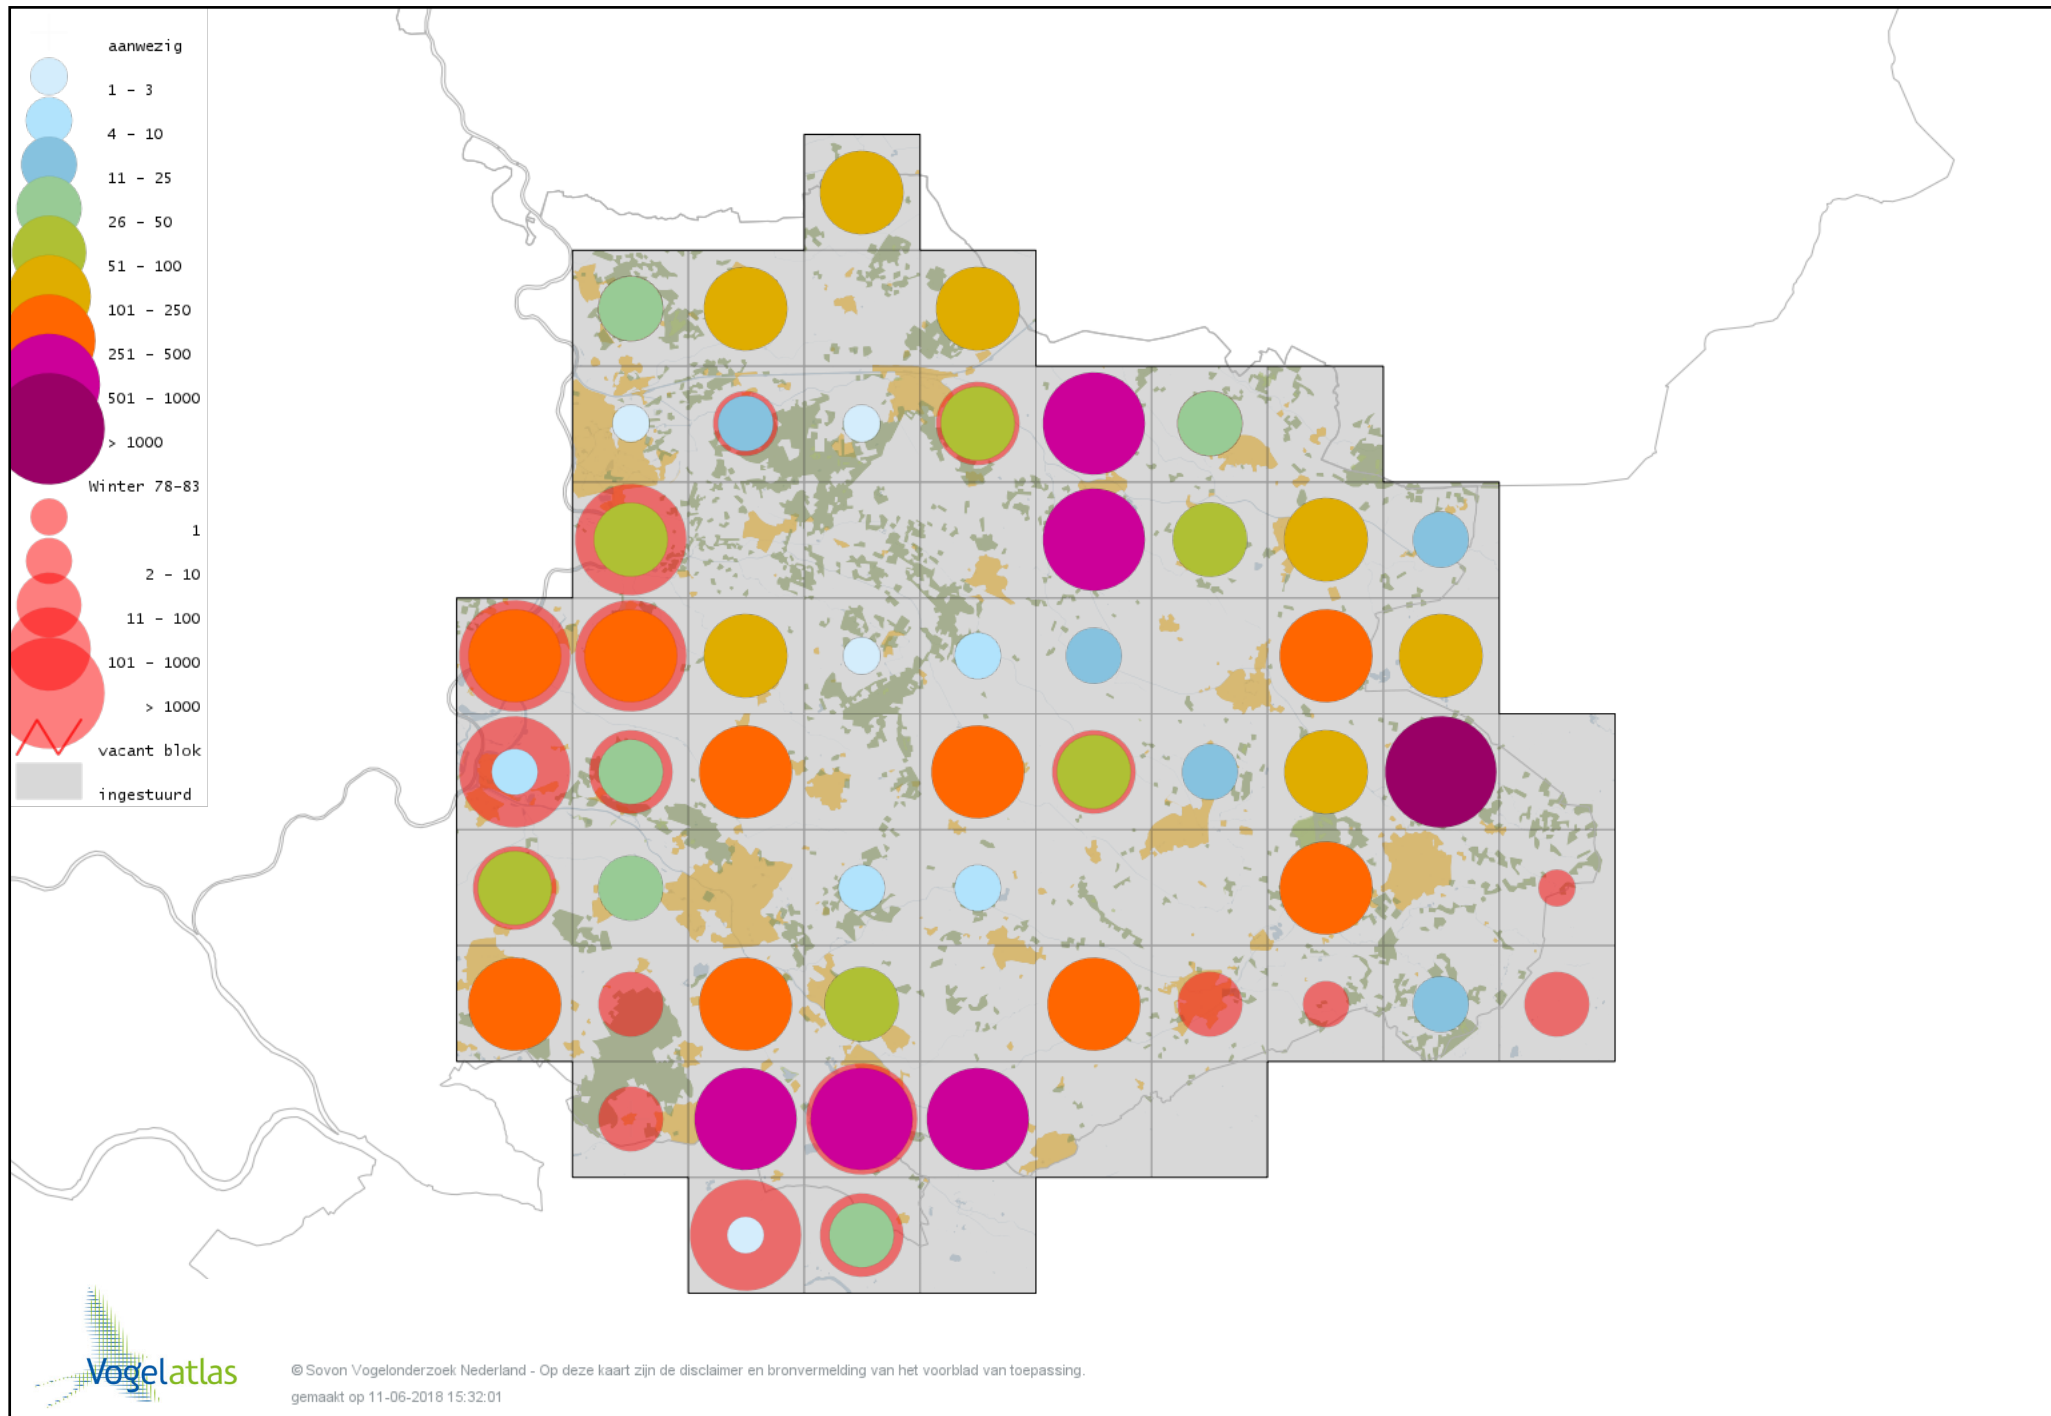 aanwezig
1 - 3
4 - 10
11 - 25
26 - 50
51 - 100
101 - 250
251 - 500
501 - 1000
> 1000
Winter 78-83
1
2 - 10
11 - 100
101 - 1000
> 1000
vacant blok
ingestuurd
Vogelatlas
© Sovon Vogelonderzoek Nederland - Op deze kaart zijn de disclaimer en bronvermelding van het voorblad van toepassing.
gemaakt op 11-06-2018 15:32:01